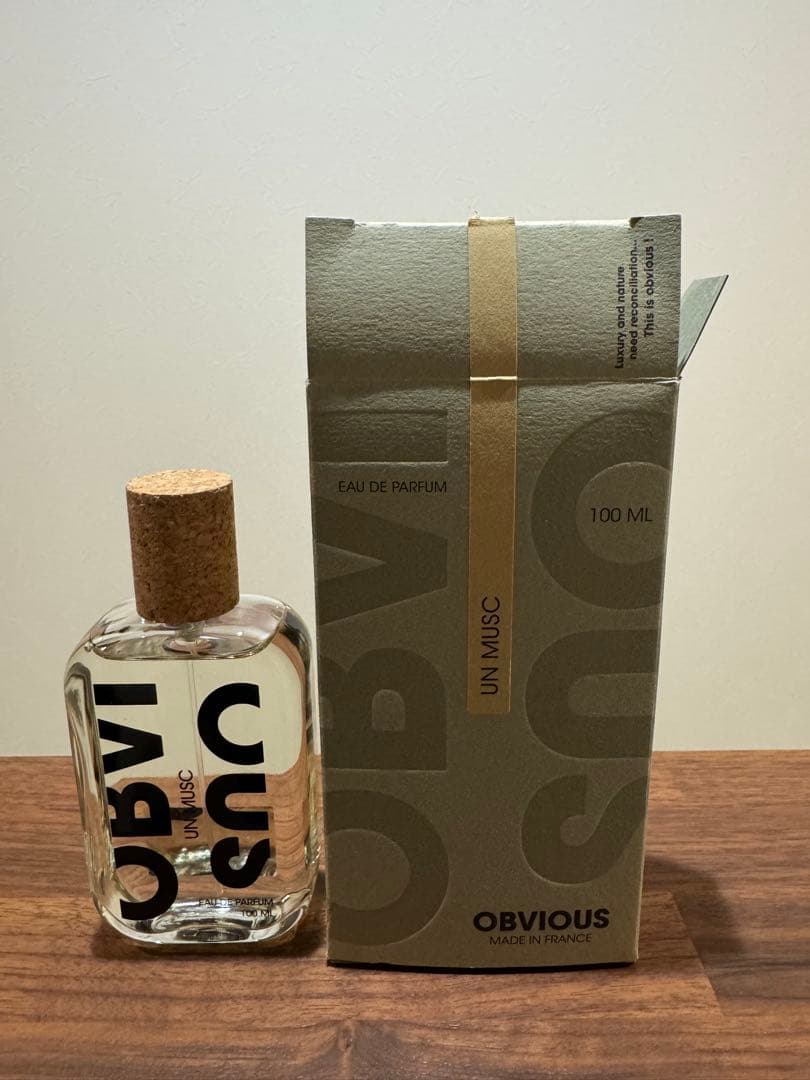 OBVI
OUS
UN MUSC
EAU DE PARFUM
100 ML
Luxury and nature
need reconciliation...
This is obvious !
OBVI
OUS
EAU DE PARFUM
100 ML
UN MUSC
OBVIOUS
MADE IN FRANCE